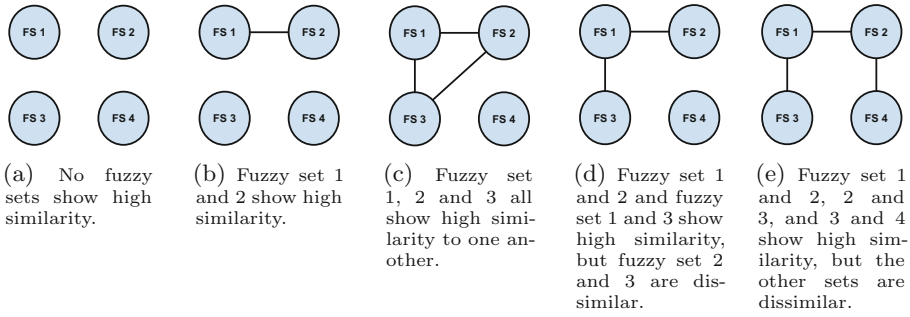 FS 1
FS 2
FS 3
FS 4
FS 1
FS 2
FS 3
FS 4
FS 1
FS 2
FS 3
FS 4
FS 1
FS 2
FS 3
FS 4
FS 1
FS 2
FS 3
FS 4
(a) No fuzzy
sets show high
similarity.
(b) Fuzzy set 1
and 2 show high
similarity.
(c) Fuzzy set
1, 2 and 3 all
show high simi-
larity to one an-
other.
(d) Fuzzy set 1
and 2 and fuzzy
set 1 and 3 show
high similarity,
but fuzzy set 2
and 3 are dis-
similar.
(e) Fuzzy set 1
and 2, 2 and
3, and 3 and 4
show high sim-
ilarity, but the
other sets are
dissimilar.